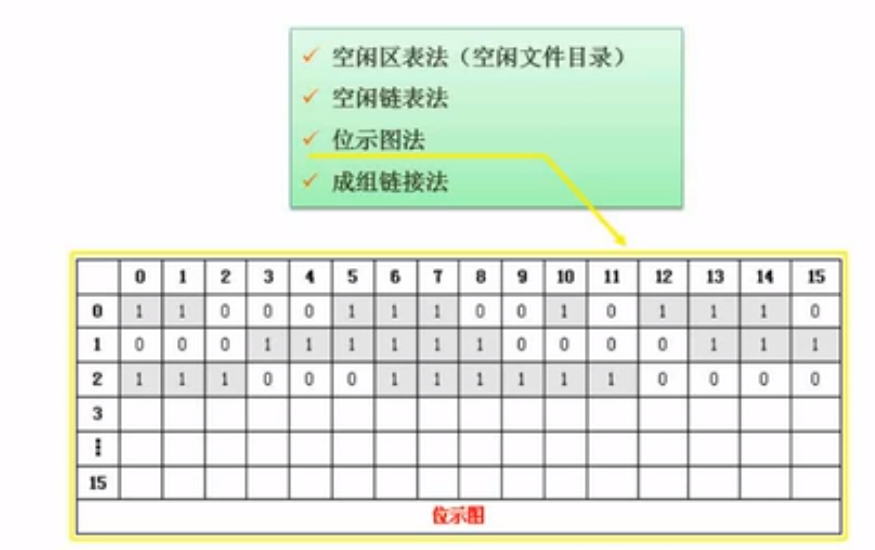 ✓ 空闲区表法（空闲文件目录）
✓ 空闲链表法
✓ 位示图法
✓ 成组链接法
0 1 2 3 4 5 6 7 8 9 10 11 12 13 14 15
0 1 1 0 0 0 1 1 1 0 0 1 0 1 1 1 0
1 0 0 0 1 1 1 1 1 1 0 0 0 0 1 1 1
2 1 1 1 0 0 0 1 1 1 1 1 1 0 0 0 0
3
⋮
15
位示图